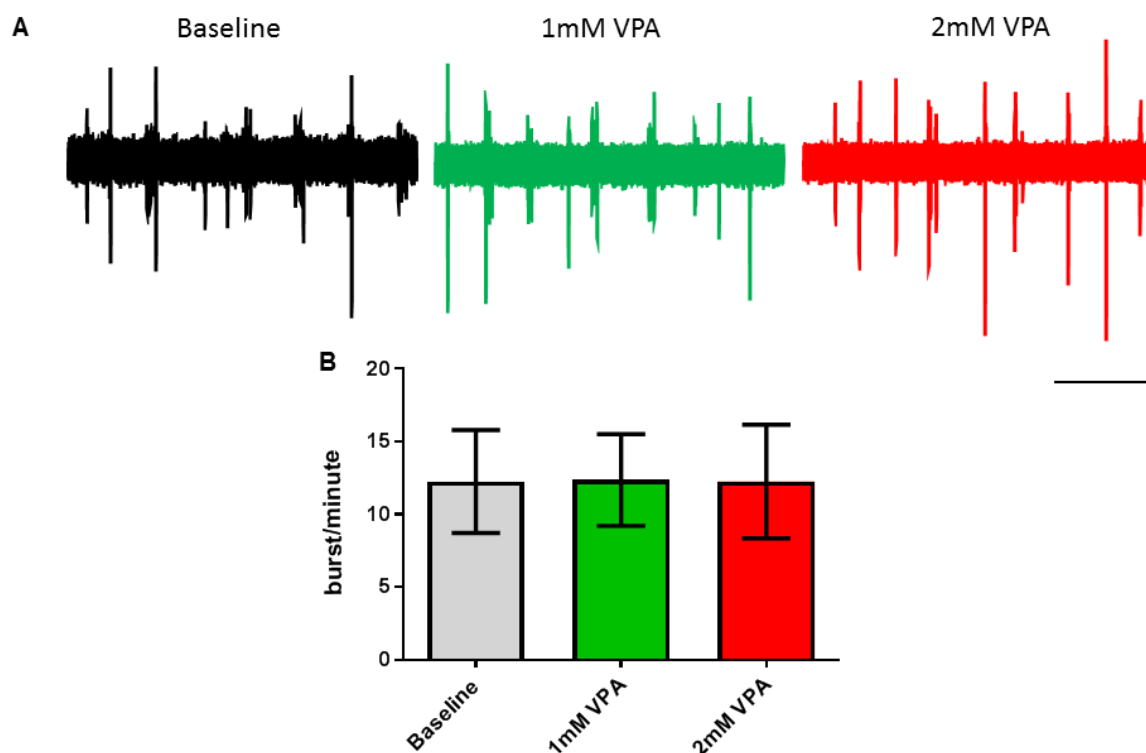 A
Baseline
1mM VPA
2mM VPA
B
20
15
10
5
0
burst/minute
Baseline
1mM VPA
2mM VPA